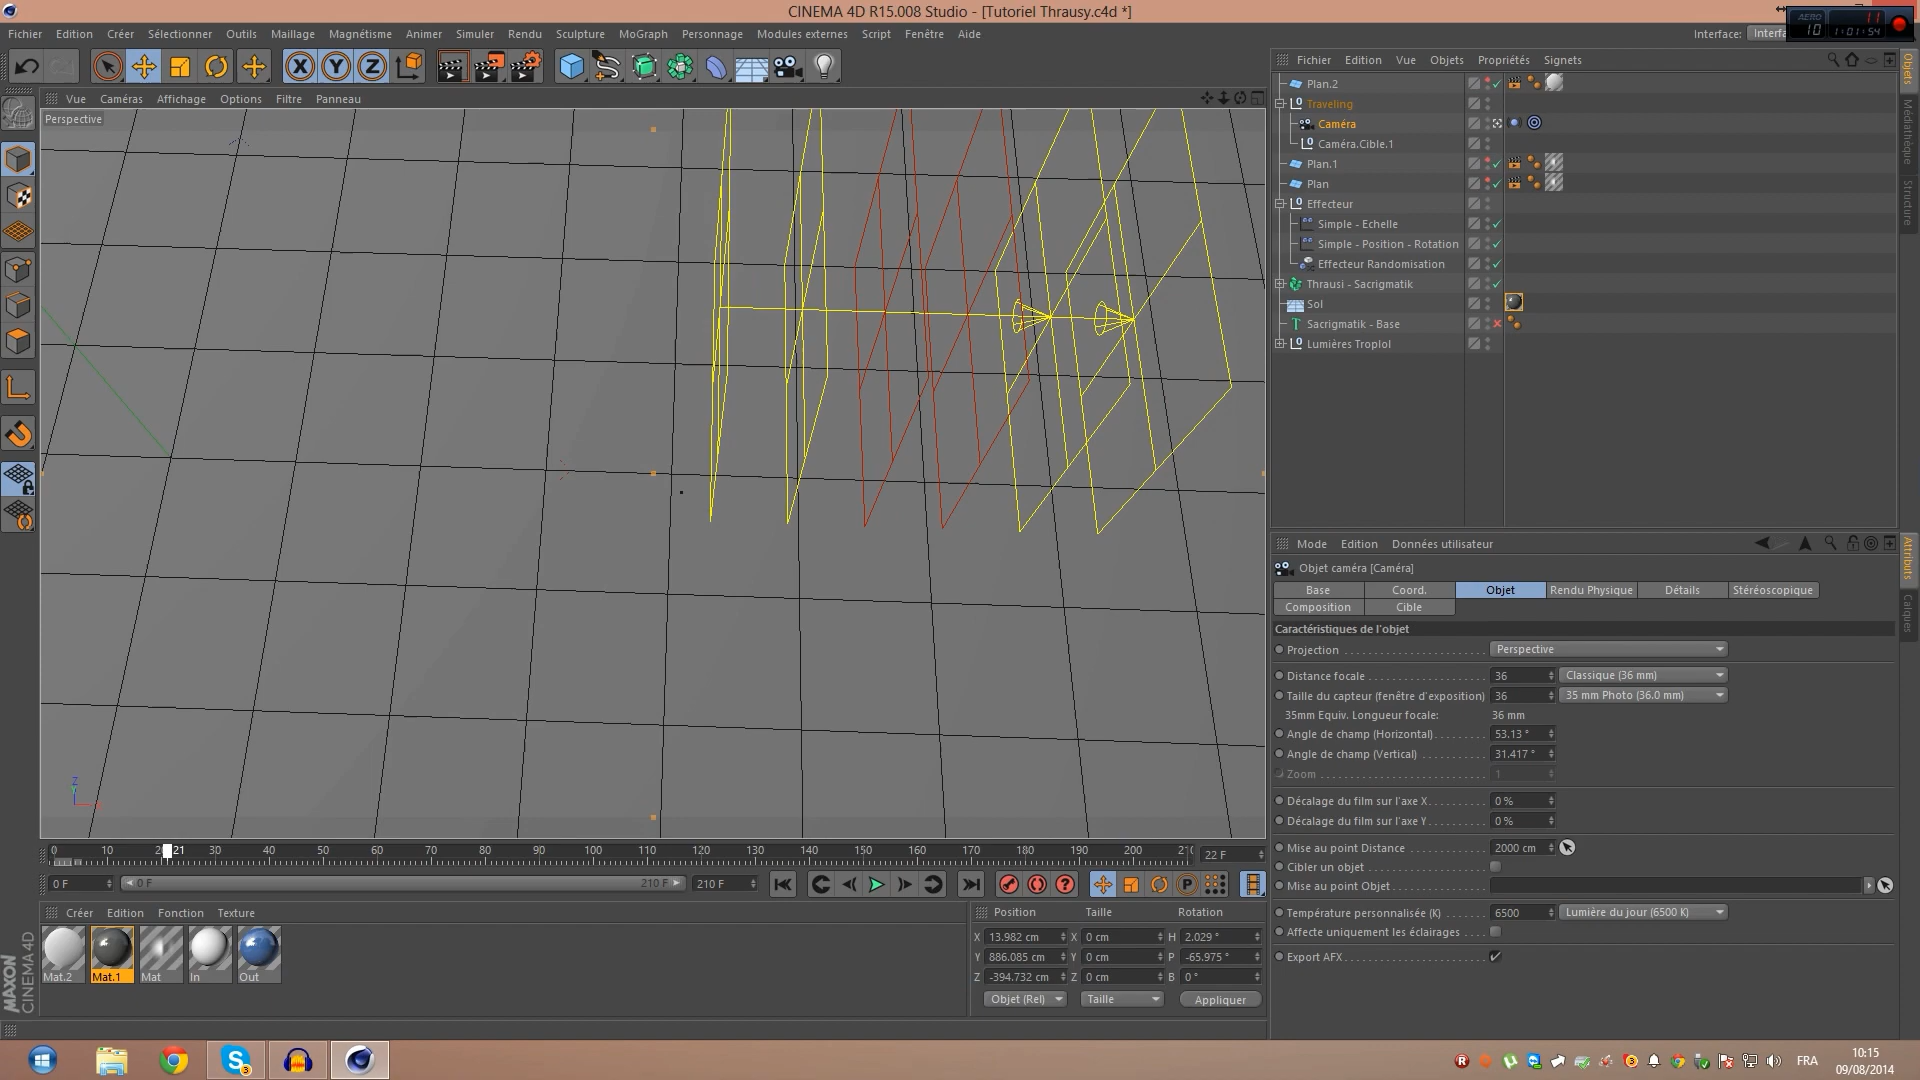 CINEMA 4D R15.008 Studio - [Tutoriel Thrausy.c4d *]
Fichier Edition Créer Sélectionner Outils Maillage Magnétisme Animer Simuler Rendu Sculpture MoGraph Personnage Modules externes Script Fenêtre Aide
Interface:
AERO 10 11 1:01:54
Vue Caméras Affichage Options Filtre Panneau
Perspective
Z
Fichier Edition Vue Objets Propriétés Signets
Plan.2
Traveling
Caméra
Caméra.Cible.1
Plan.1
Plan
Effecteur
Simple - Echelle
Simple - Position - Rotation
Effecteur Randomisation
Thrausi - Sacrigmatik
Sol
Sacrigmatik - Base
Lumières Troplol
Objets
Médiathèque
Structure
Mode Edition Données utilisateur
Objet caméra [Caméra]
Base Coord. Objet Rendu Physique Détails Stéréoscopique
Composition Cible
Caractéristiques de l'objet
Projection Perspective
Distance focale 36 Classique (36 mm)
Taille du capteur (fenêtre d'exposition) 36 35 mm Photo (36.0 mm)
35mm Equiv. Longueur focale: 36 mm
Angle de champ (Horizontal) 53.13 °
Angle de champ (Vertical) 31.417 °
Zoom 1
Décalage du film sur l'axe X 0 %
Décalage du film sur l'axe Y 0 %
Mise au point Distance 2000 cm
Cibler un objet
Mise au point Objet
Température personnalisée (K) 6500 Lumière du jour (6500 K)
Affecte uniquement les éclairages
Export AFX
Attributs
Calques
0 10 21 30 40 50 60 70 80 90 100 110 120 130 140 150 160 170 180 190 200 22 F
0 F 0 F 210 F 210 F
Créer Edition Fonction Texture
Mat.2 Mat.1 Mat In Out
Position Taille Rotation
X 13.982 cm X 0 cm H 2.029 °
Y 886.085 cm Y 0 cm P -65.975 °
Z -394.732 cm Z 0 cm B 0 °
Objet (Rel) Taille Appliquer
MAXON
CINEMA 4D
FRA
10:15
09/08/2014